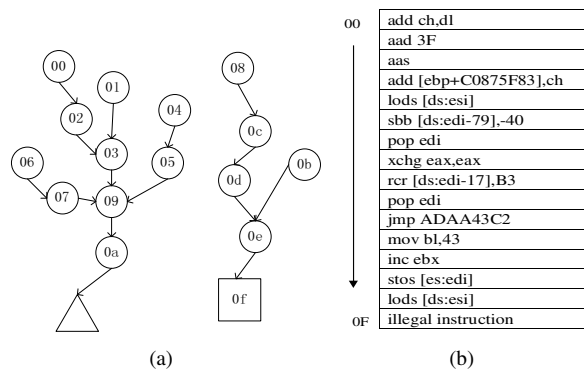 00
01
02
03
04
05
06
07
09
0a
08
0c
0d
0b
0e
0f
(a)
00
0F
add ch,dl
aad 3F
aas
add [ebp+C0875F83],ch
lods [ds:esi]
sbb [ds:edi-79],-40
pop edi
xchg eax,eax
rcr [ds:edi-17],B3
pop edi
jmp ADAA43C2
mov bl,43
inc ebx
stos [es:edi]
lods [ds:esi]
illegal instruction
(b)